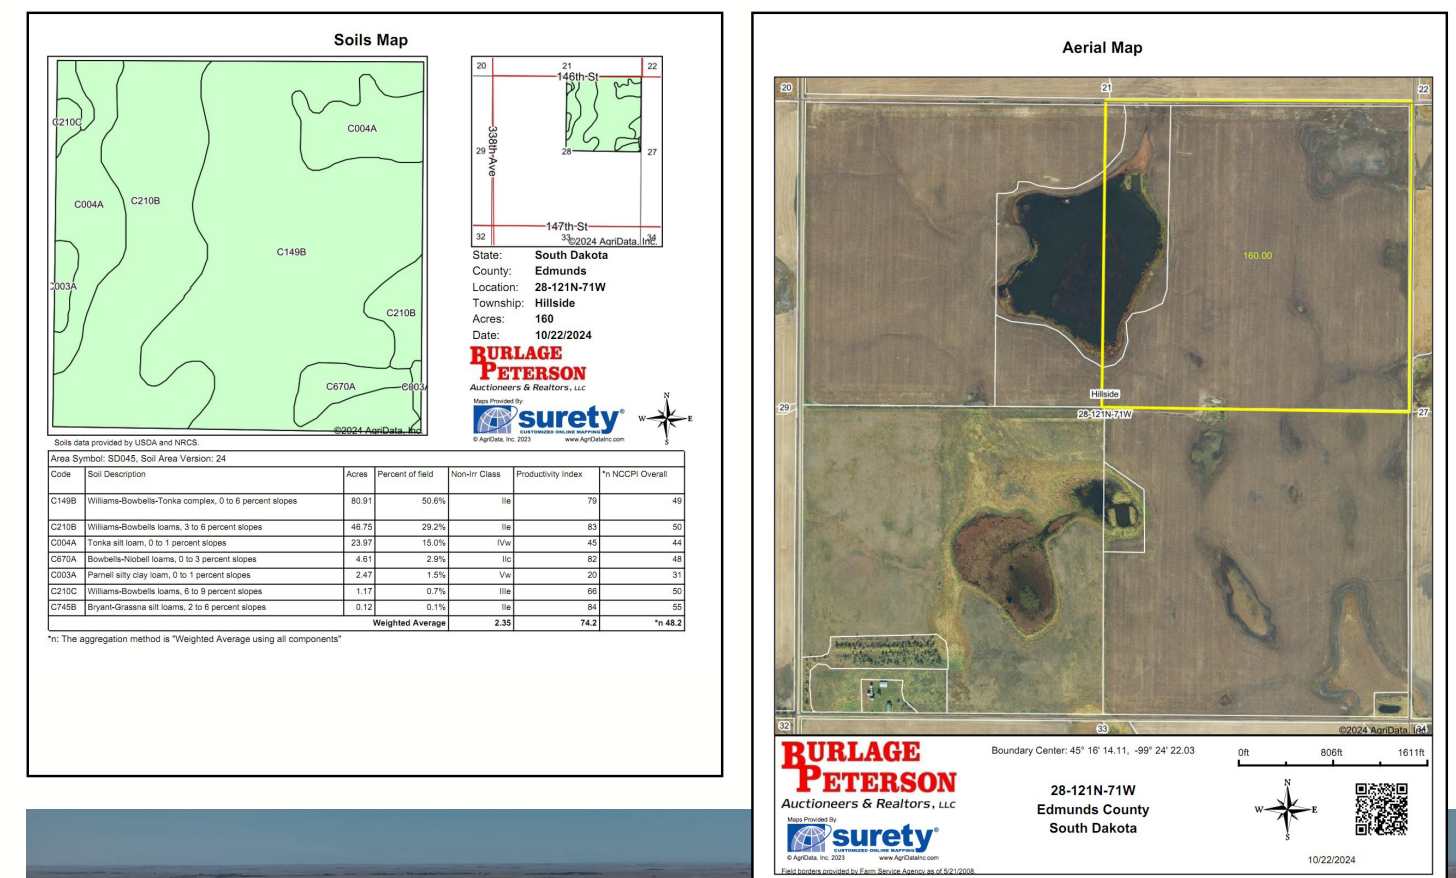 Soils Map
C210C
C004A
C004A
C210B
C149B
003A
C210B
C670A
C003A
©2024 AgriData, Inc.
Soils data provided by USDA and NRCS.
20
21
22
146th St
338th Ave
29
28
27
147th St
32
33
34
©2024 AgriData, Inc.
State: South Dakota
County: Edmunds
Location: 28-121N-71W
Township: Hillside
Acres: 160
Date: 10/22/2024
BURLAGE
PETERSON
Auctioneers & Realtors, LLC
Maps Provided By:
surety®
CUSTOMIZED ONLINE MAPPING
© AgriData, Inc. 2023 www.AgriDataInc.com
N
W E
S
Area Symbol: SD045, Soil Area Version: 24
Code Soil Description Acres Percent of field Non-Irr Class Productivity Index *n NCCPI Overall
C149B Williams-Bowbells-Tonka complex, 0 to 6 percent slopes 80.91 50.6% IIe 79 49
C210B Williams-Bowbells loams, 3 to 6 percent slopes 46.75 29.2% IIe 83 50
C004A Tonka silt loam, 0 to 1 percent slopes 23.97 15.0% IVw 45 44
C670A Bowbells-Niobell loams, 0 to 3 percent slopes 4.61 2.9% IIc 82 48
C003A Parnell silty clay loam, 0 to 1 percent slopes 2.47 1.5% Vw 20 31
C210C Williams-Bowbells loams, 6 to 9 percent slopes 1.17 0.7% IIIe 66 50
C745B Bryant-Grassna silt loams, 2 to 6 percent slopes 0.12 0.1% IIe 84 55
Weighted Average 2.35 74.2 *n 48.2
*n: The aggregation method is "Weighted Average using all components"
Aerial Map
20
21
22
160.00
Hillside
29
28-121N-71W
27
32
33
34
©2024 AgriData, Inc.
BURLAGE
PETERSON
Auctioneers & Realtors, LLC
Maps Provided By:
surety®
CUSTOMIZED ONLINE MAPPING
© AgriData, Inc. 2023 www.AgriDataInc.com
Field borders provided by Farm Service Agency as of 5/21/2008.
Boundary Center: 45° 16' 14.11, -99° 24' 22.03
28-121N-71W
Edmunds County
South Dakota
0ft 806ft 1611ft
N
W E
S
10/22/2024